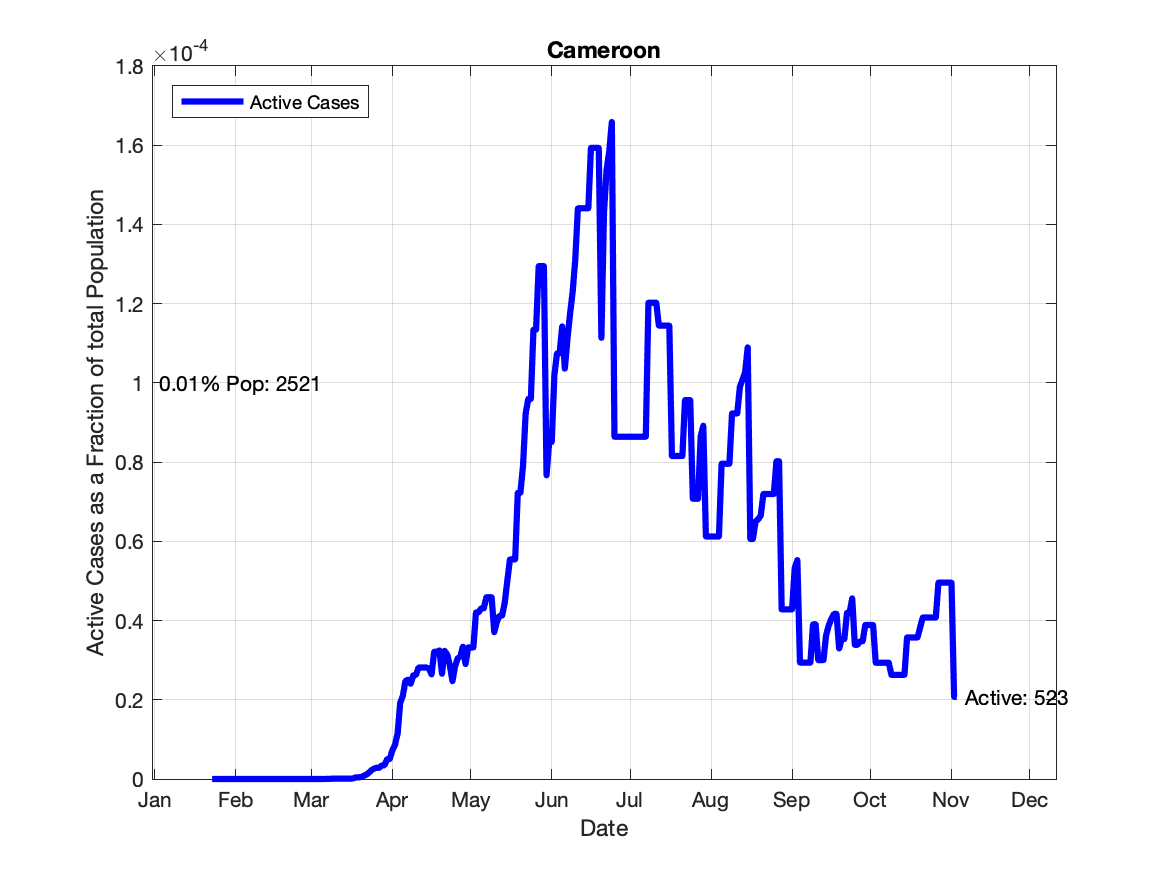 Cameroon
×10-4
1.8
1.6
1.4
1.2
1
0.8
0.6
0.4
0.2
0
Active Cases as a Fraction of total Population
Active Cases
0.01% Pop: 2521
Active: 523
Jan Feb Mar Apr May Jun Jul Aug Sep Oct Nov Dec
Date